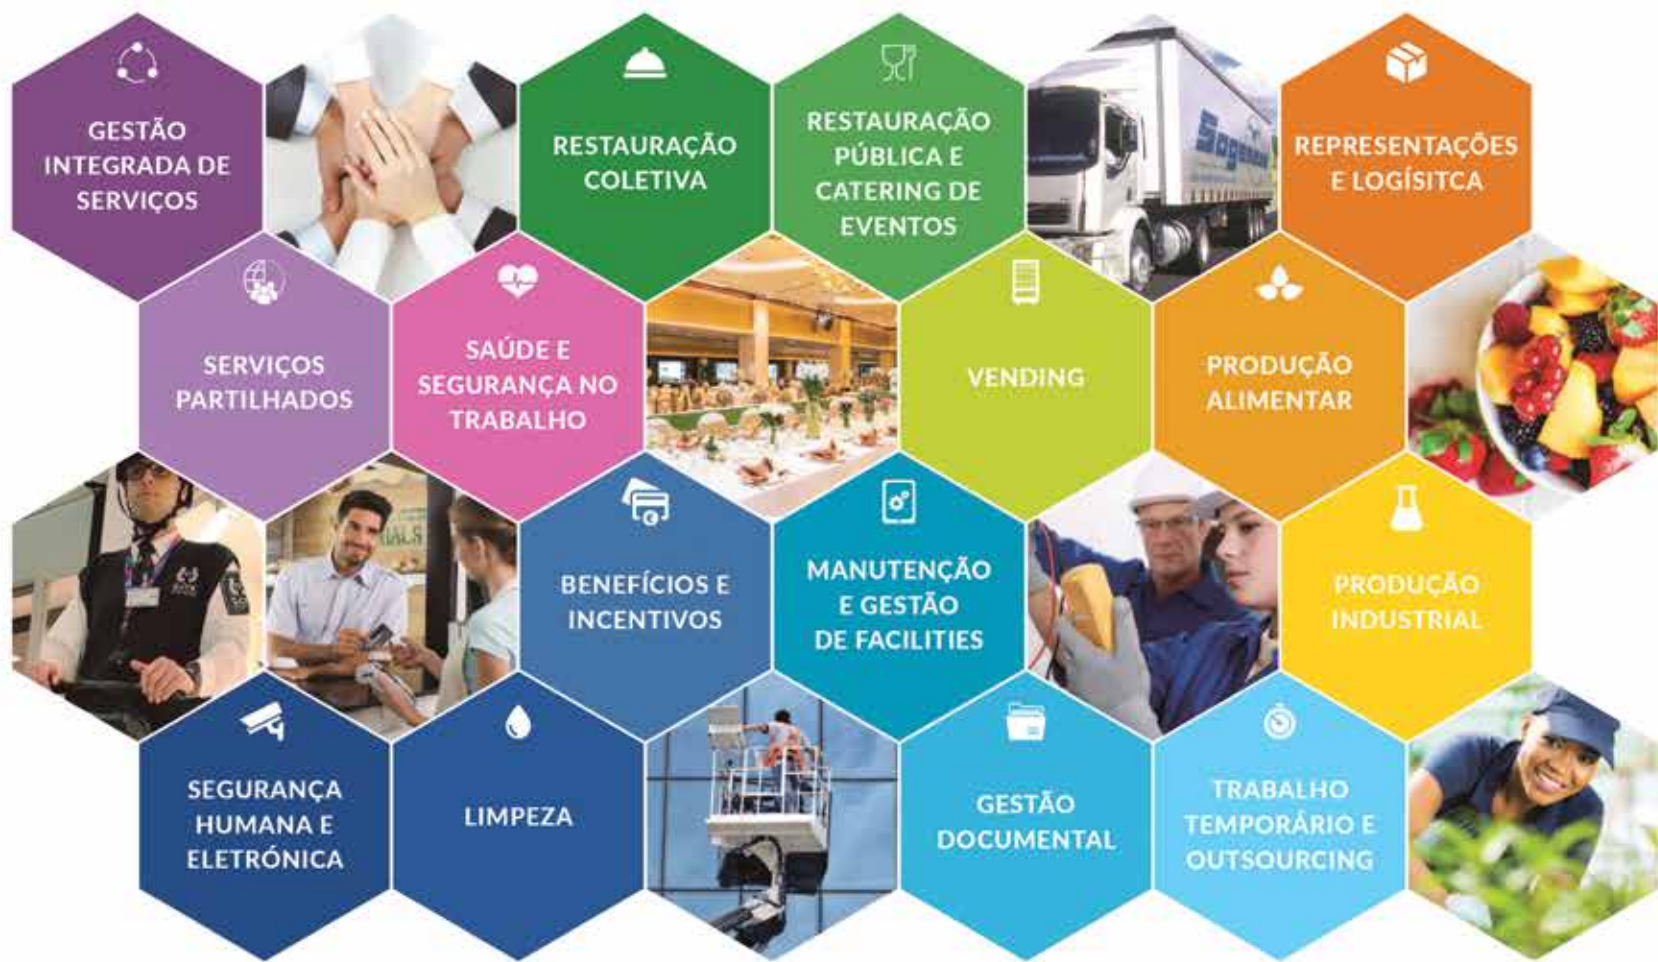 GESTÃO
INTEGRADA DE
SERVIÇOS
RESTAURAÇÃO
COLETIVA
RESTAURAÇÃO
PÚBLICA E
CATERING DE
EVENTOS
REPRESENTAÇÕES
E LOGÍSITCA
SERVIÇOS
PARTILHADOS
SAÚDE E
SEGURANÇA NO
TRABALHO
VENDING
PRODUÇÃO
ALIMENTAR
BENEFÍCIOS E
INCENTIVOS
MANUTENÇÃO
E GESTÃO
DE FACILITIES
PRODUÇÃO
INDUSTRIAL
SEGURANÇA
HUMANA E
ELETRÓNICA
LIMPEZA
GESTÃO
DOCUMENTAL
TRABALHO
TEMPORÁRIO E
OUTSOURCING